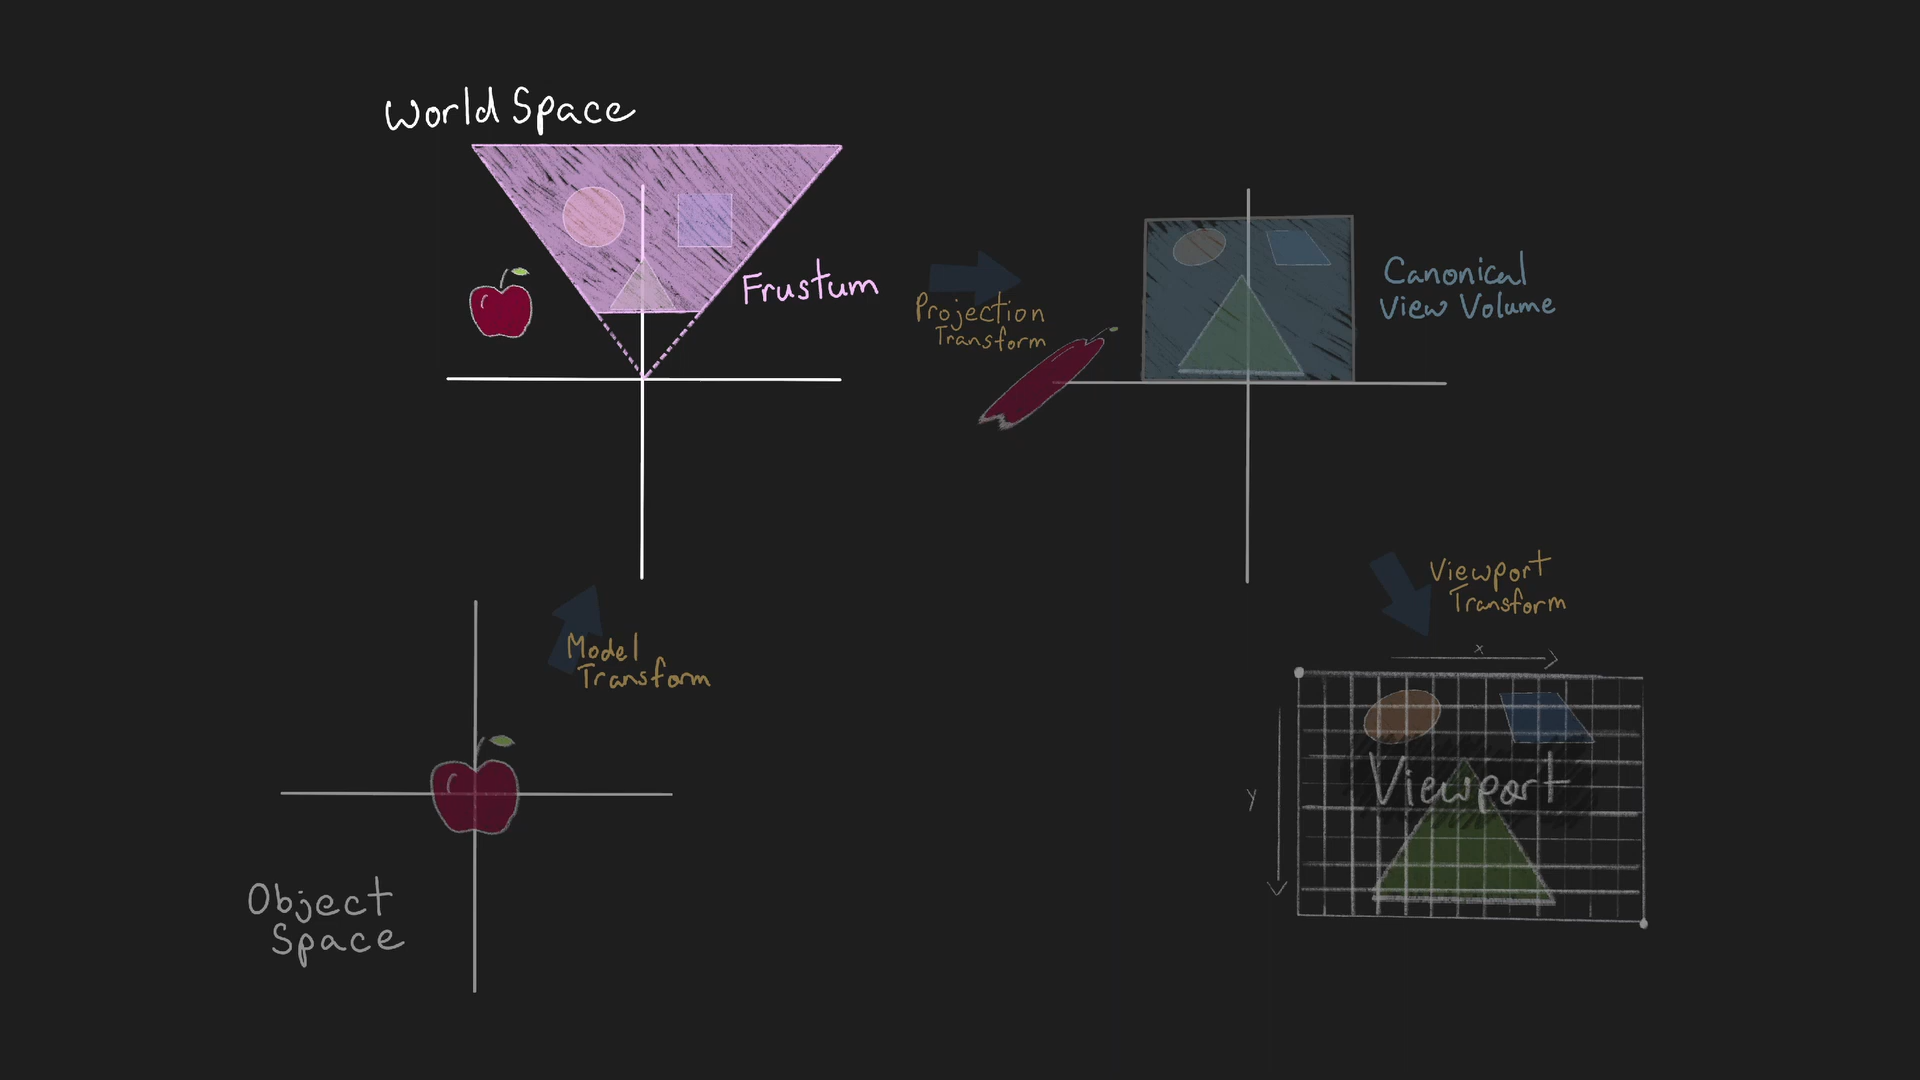 World Space
Frustum
Projection
Transform
Canonical
View Volume
Model
Transform
Object
Space
Viewport
Transform
x
y
Viewport